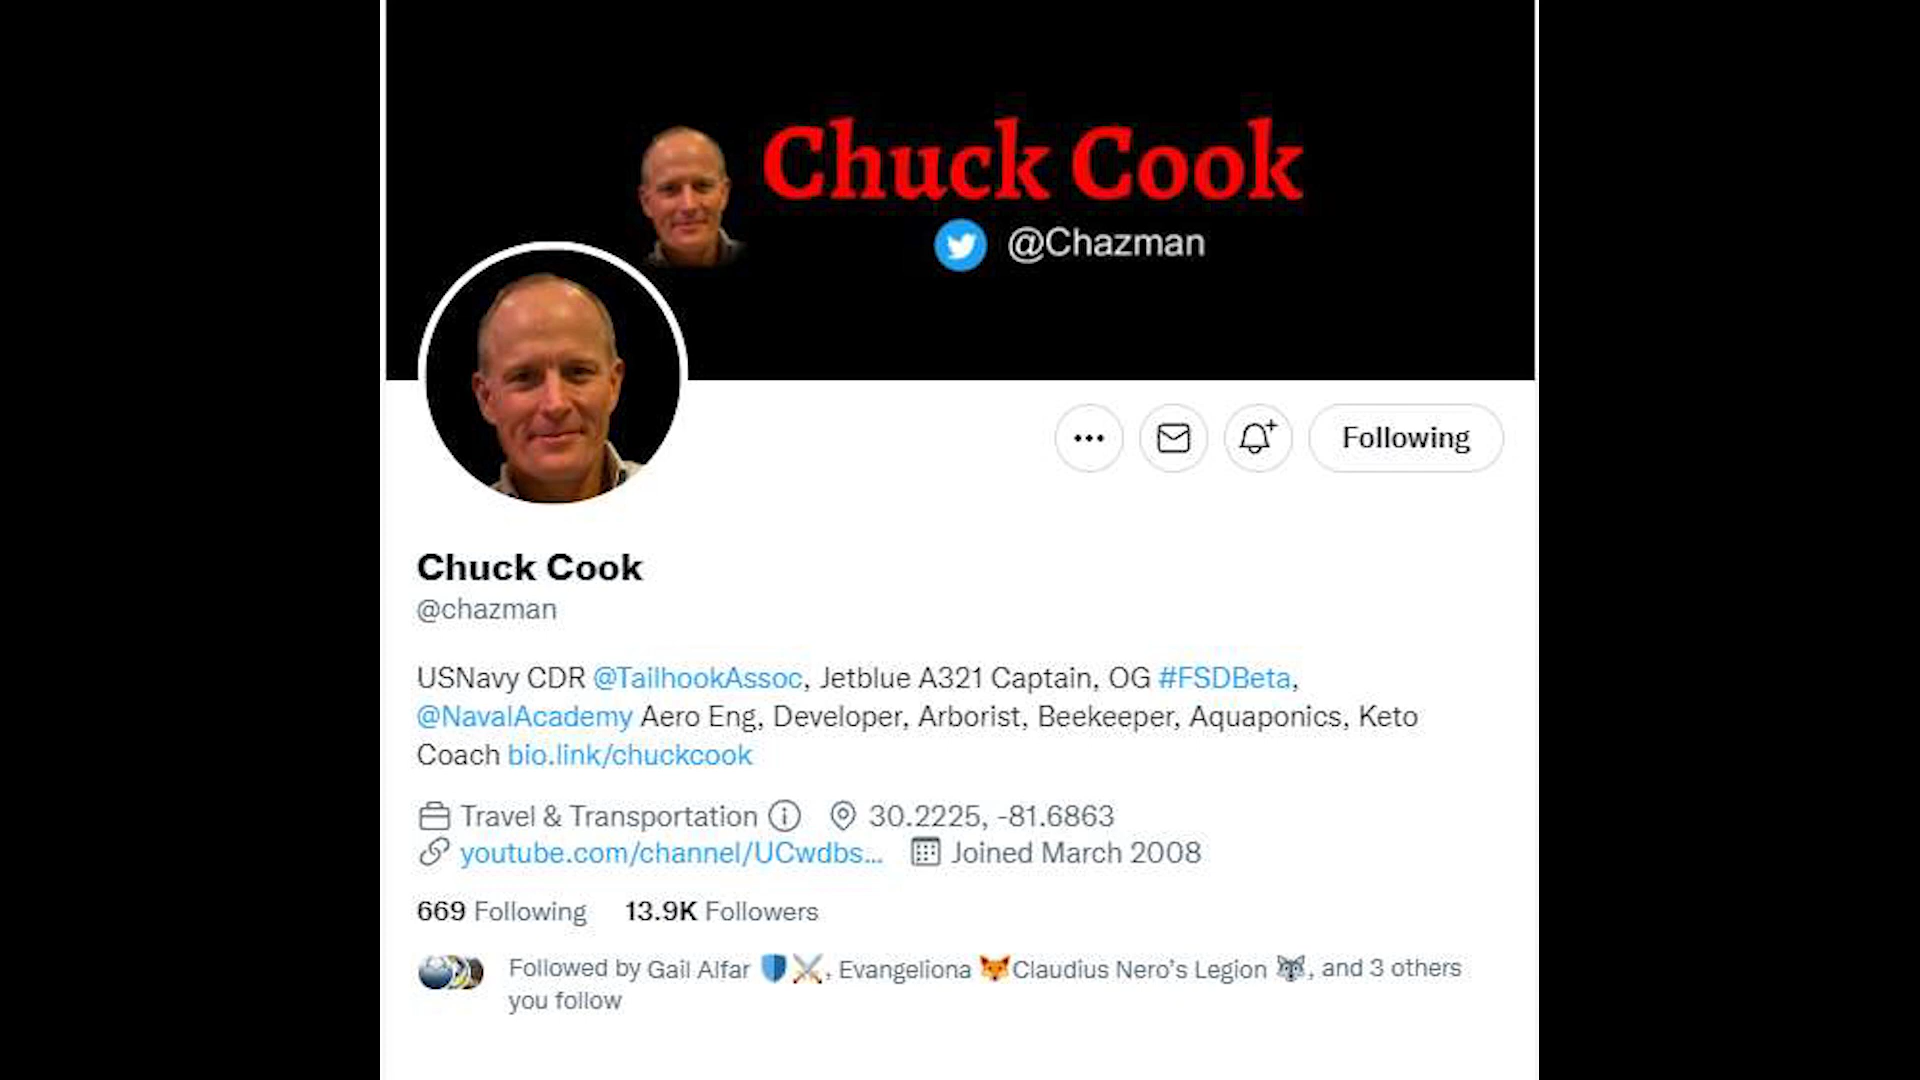 Chuck Cook
@Chazman
Following
Chuck Cook
@chazman
USNavy CDR @TailhookAssoc, Jetblue A321 Captain, OG #FSDBeta,
@NavalAcademy Aero Eng, Developer, Arborist, Beekeeper, Aquaponics, Keto
Coach bio.link/chuckcook
Travel & Transportation 30.2225, -81.6863
youtube.com/channel/UCwdbs... Joined March 2008
669 Following 13.9K Followers
Followed by Gail Alfar 🛡️⚔️, Evangeliona 🦊Claudius Nero's Legion 🐺, and 3 others
you follow